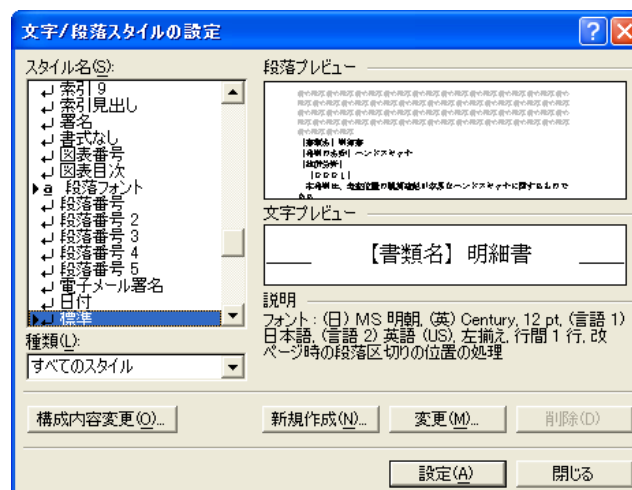 文字/段落スタイルの設定
スタイル名(S):
索引 9
索引見出し
署名
書式なし
図表番号
図表目次
a 段落フォント
段落番号
段落番号 2
段落番号 3
段落番号 4
段落番号 5
電子メール署名
日付
標準
種類(L):
すべてのスタイル
段落プレビュー
文字プレビュー
【書類名】 明細書
説明
フォント : (日) MS 明朝, (英) Century, 12 pt, (言語 1)
日本語, (言語 2) 英語 (US), 左揃え, 行間 1 行, 改
ページ時の段落区切りの位置の処理
構成内容変更(O)...
新規作成(N)...
変更(M)...
削除(D)
設定(A)
閉じる